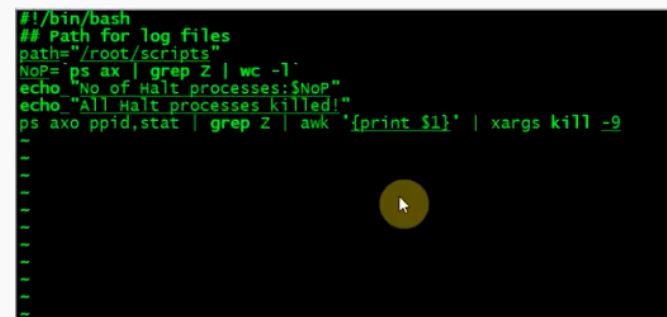 #!/bin/bash
## Path for log files
path="/root/scripts"
NoP=`ps ax | grep Z | wc -l`
echo "No of Halt processes:$NoP"
echo "All Halt processes killed!"
ps axo ppid,stat | grep Z | awk '{print $1}' | xargs kill -9
~
~
~
~
~
~
~
~
~
~
~